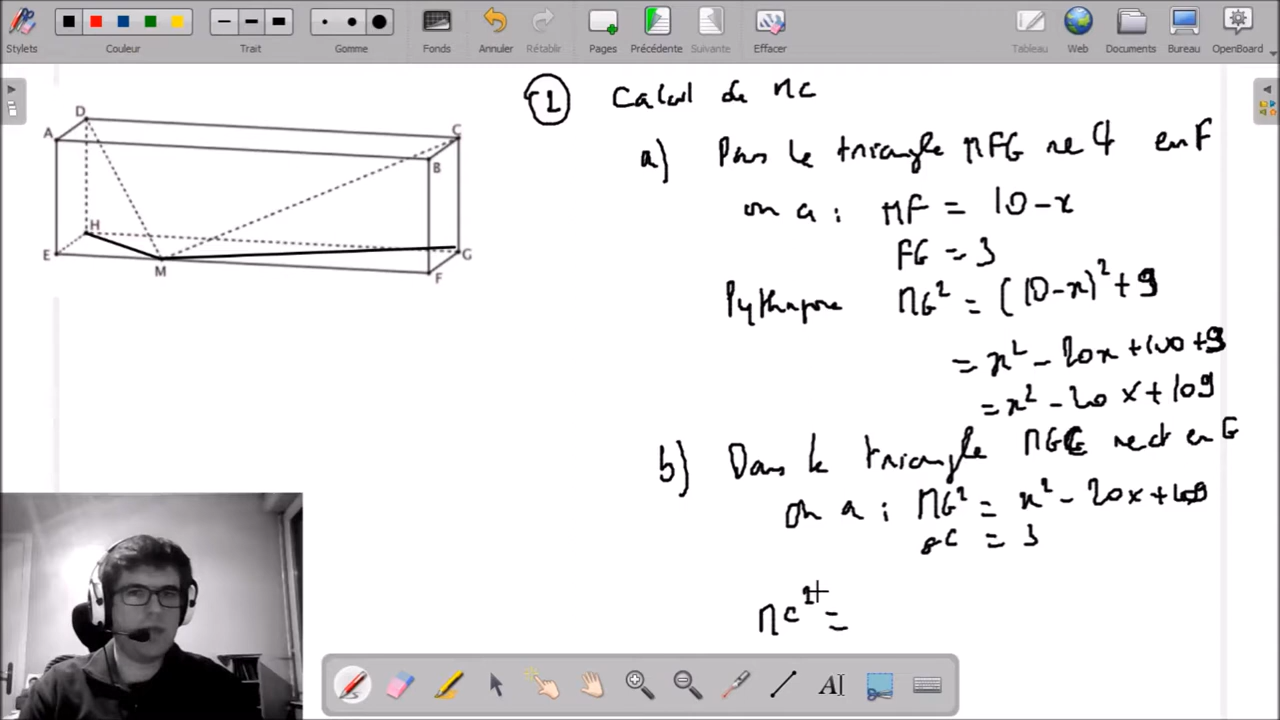 Stylets
Couleur
Trait
Gomme
Fonds
Annuler
Rétablir
Pages
Précédente
Suivante
Effacer
Tableau
Web
Documents
Bureau
OpenBoard
D
A
C
B
H
E
M
G
F
1 Calcul de MC
a) Dans le triangle MFG en F
on a : MF = 10 - x
FG = 3
Pythagore MG² = (10-x)² + 9
= x² - 20x + 100 + 9
= x² - 20x + 109
b) Dans le triangle MGC rect en G
on a : MG² = x² - 20x + 109
GC = 3
MC² =